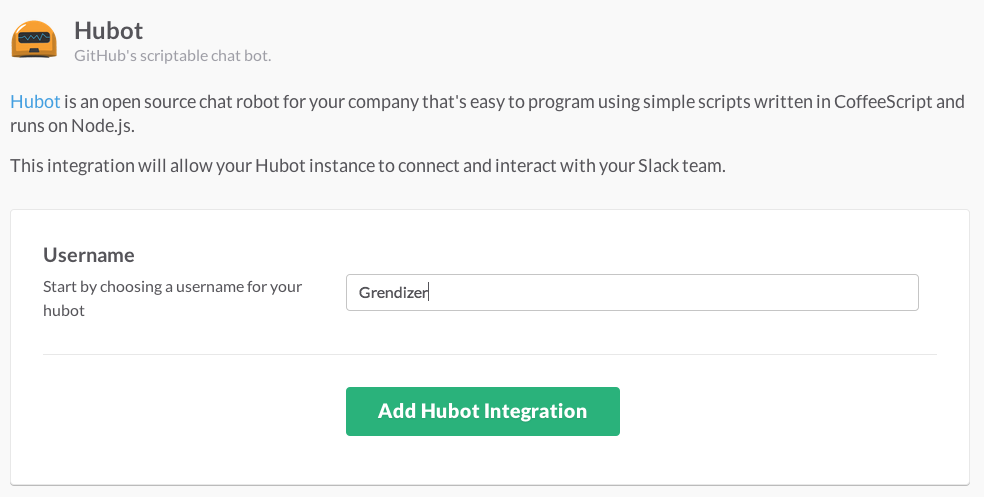 Hubot
GitHub's scriptable chat bot.
Hubot is an open source chat robot for your company that's easy to program using simple scripts written in CoffeeScript and
runs on Node.js.
This integration will allow your Hubot instance to connect and interact with your Slack team.
Username
Start by choosing a username for your
hubot
Grendizer
Add Hubot Integration